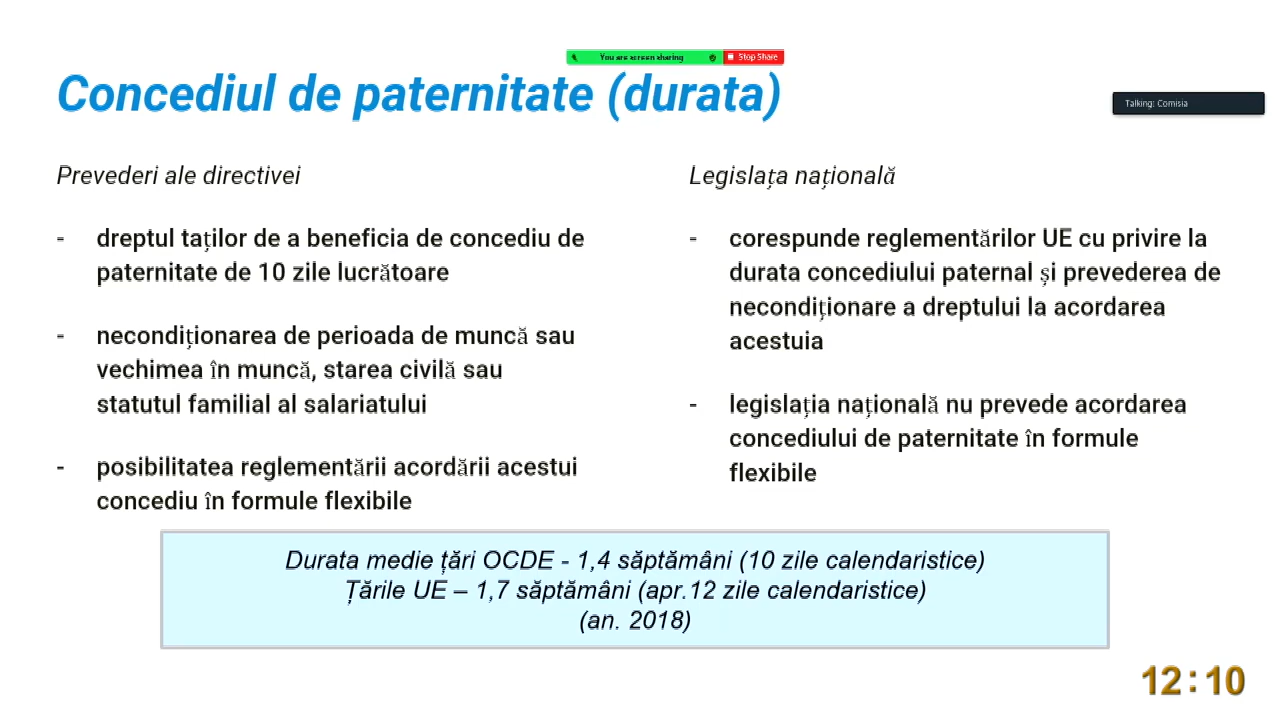 You are screen sharing
Stop Share
Concediul de paternitate (durata)
Talking: Comisia
Prevederi ale directivei
- dreptul taților de a beneficia de concediu de
paternitate de 10 zile lucrătoare
- necondiționarea de perioada de muncă sau
vechimea în muncă, starea civilă sau
statutul familial al salariatului
- posibilitatea reglementării acordării acestui
concediu în formule flexibile
Legislața națională
- corespunde reglementărilor UE cu privire la
durata concediului paternal și prevederea de
necondiționare a dreptului la acordarea
acestuia
- legislația națională nu prevede acordarea
concediului de paternitate în formule
flexibile
Durata medie țări OCDE - 1,4 săptămâni (10 zile calendaristice)
Țările UE – 1,7 săptămâni (apr.12 zile calendaristice)
(an. 2018)
12:10